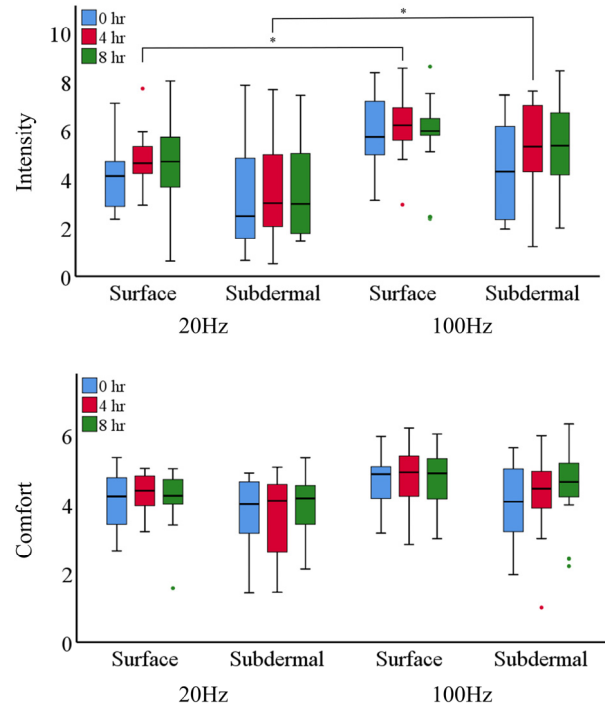 10
8
6
4
2
0
Intensity
0 hr
4 hr
8 hr
*
*
Surface Subdermal Surface Subdermal
20Hz 100Hz
6
4
2
0
Comfort
0 hr
4 hr
8 hr
Surface Subdermal Surface Subdermal
20Hz 100Hz